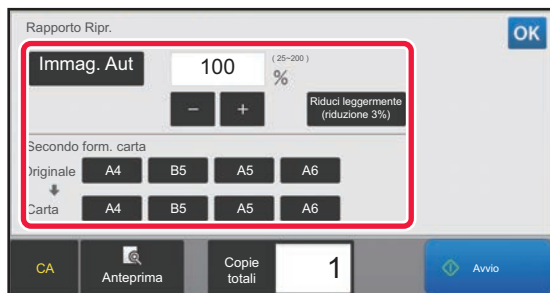 Rapporto Ripr.
OK
Immag. Aut
100
(25~200)
%
−
+
Riduci leggermente
(riduzione 3%)
Secondo form. carta
Originale
A4 B5 A5 A6
Carta
A4 B5 A5 A6
CA
Anteprima
Copie
totali
1
Avvio